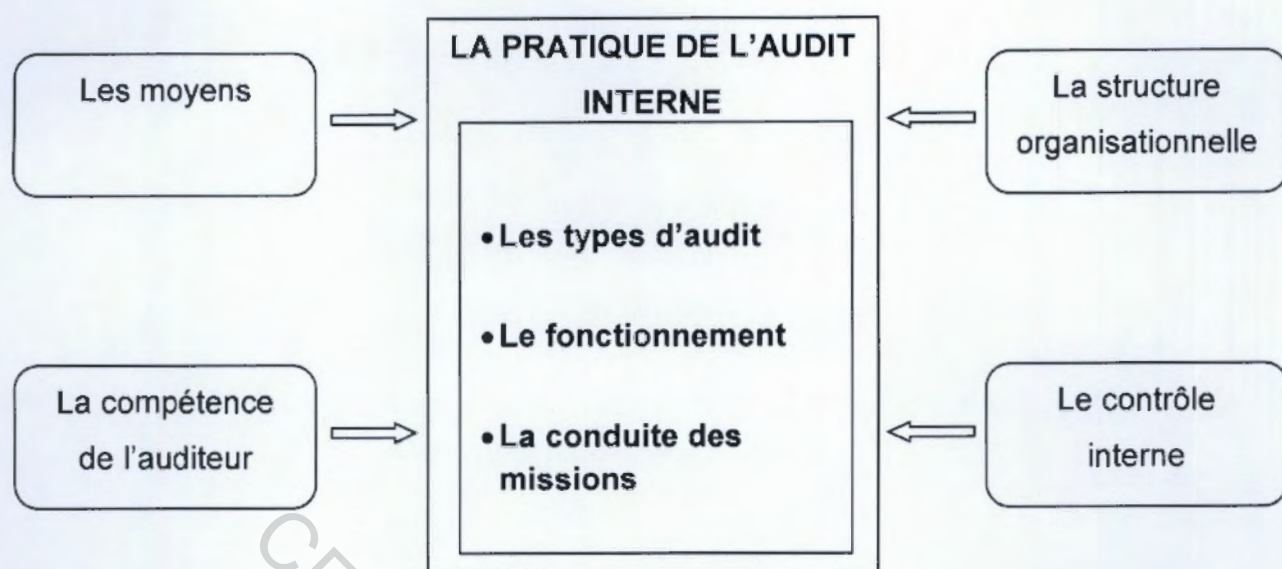 Les moyens
La compétence
de l'auditeur
LA PRATIQUE DE L'AUDIT
INTERNE
• Les types d'audit
• Le fonctionnement
• La conduite des
missions
La structure
organisationnelle
Le contrôle
interne